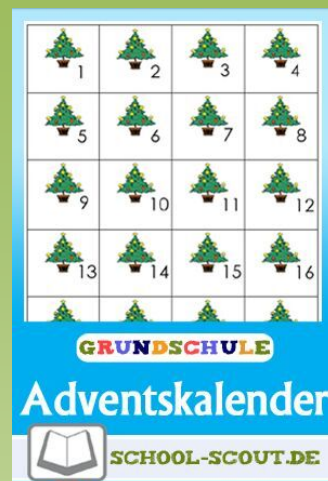 1 2 3 4
5 6 7 8
9 10 11 12
13 14 15 16
GRUNDSCHULE
Adventskalender
SCHOOL-SCOUT.DE